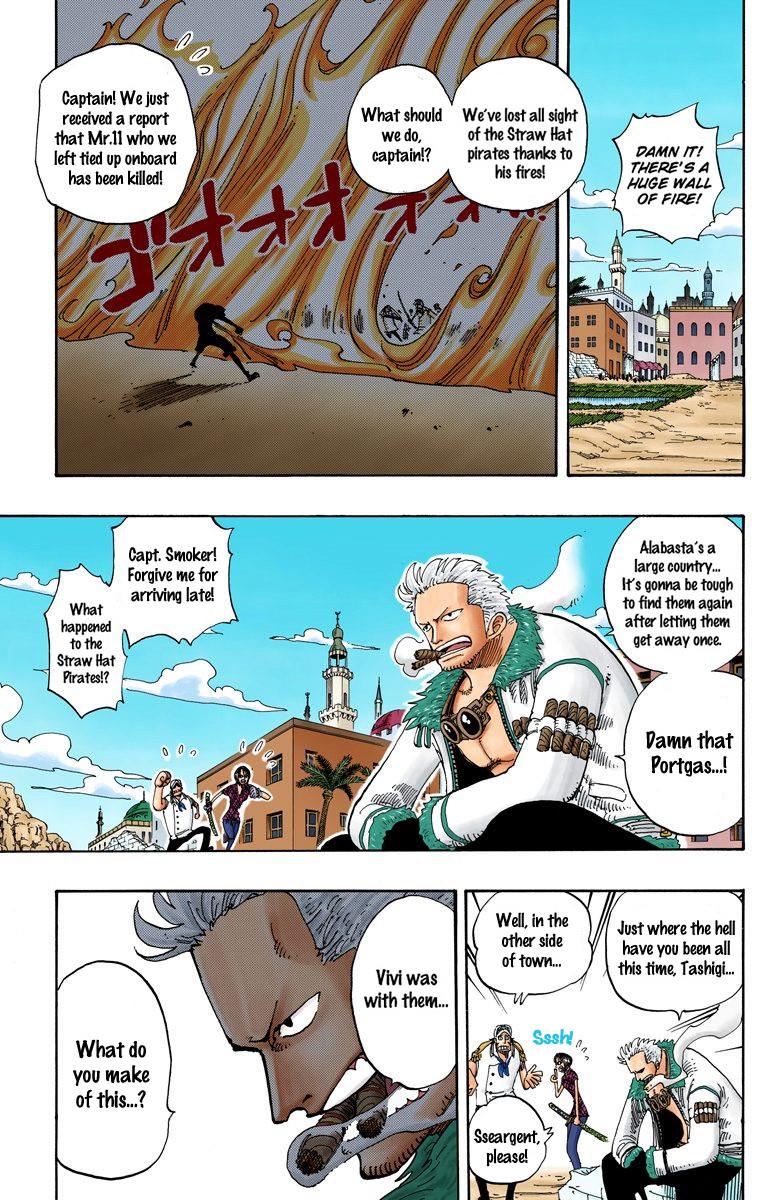 DAMN IT!
THERE'S A
HUGE WALL
OF FIRE!
We've lost all sight
of the Straw Hat
pirates thanks to
his fires!
What should
we do,
captain!?
Captain! We just
received a report
that Mr.11 who we
left tied up onboard
has been killed!
ゴオオオオオ…!
Alabasta's a
large country...
It's gonna be tough
to find them again
after letting them
get away once.
Damn that
Portgas...!
Capt. Smoker!
Forgive me for
arriving late!
What
happened
to the
Straw Hat
Pirates!?
Just where the hell
have you been all
this time, Tashigi...
Well, in the
other side
of town...
Sssh!
Sseargent,
please!
Vivi was
with them...
What do
you make
of this...?